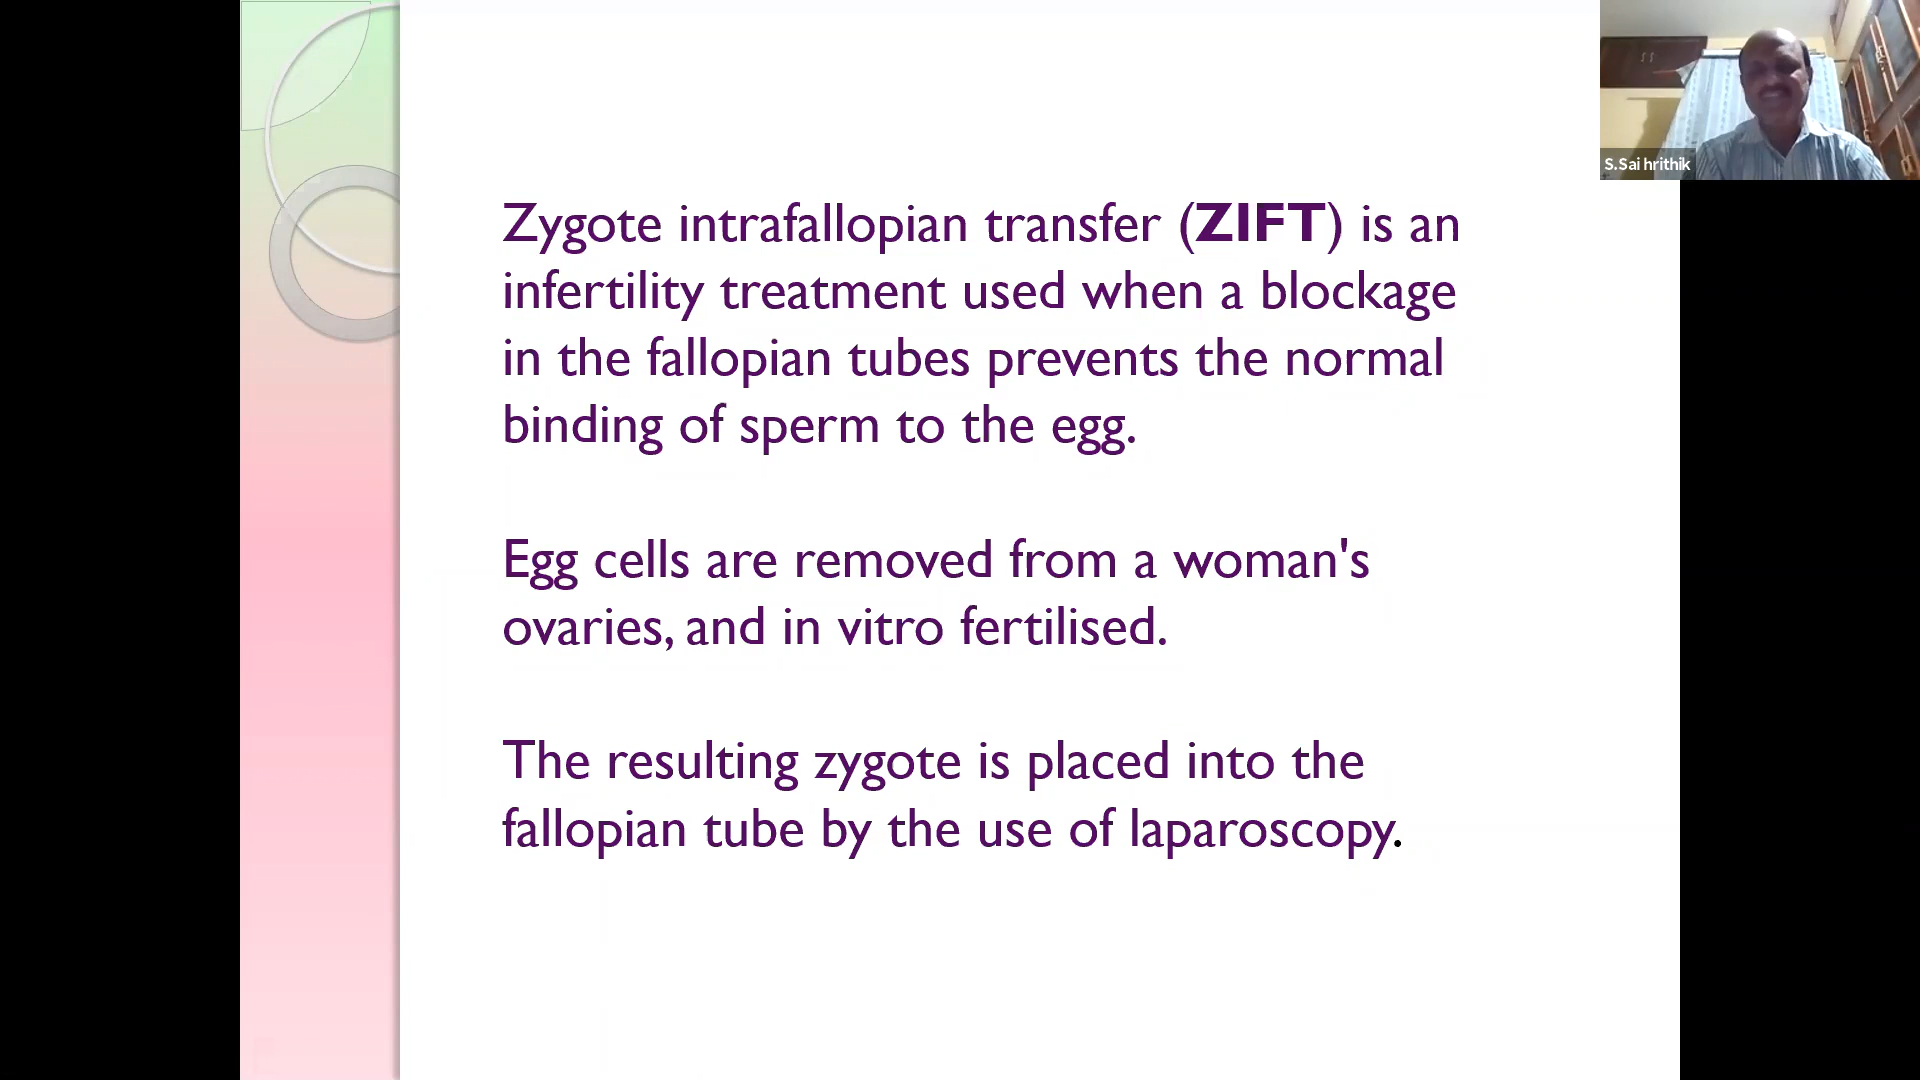 Zygote intrafallopian transfer (ZIFT) is an
infertility treatment used when a blockage
in the fallopian tubes prevents the normal
binding of sperm to the egg.
Egg cells are removed from a woman's
ovaries, and in vitro fertilised.
The resulting zygote is placed into the
fallopian tube by the use of laparoscopy.
S.Sai hrithik